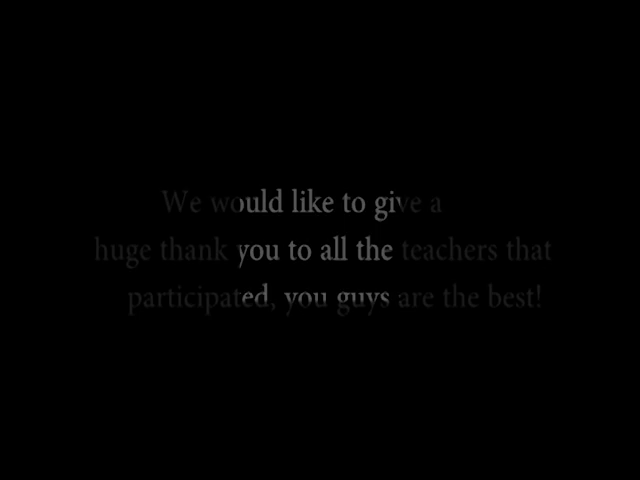 We would like to give a
huge thank you to all the teachers that
participated, you guys are the best!